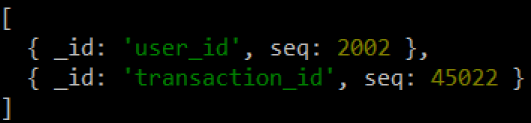 [
  { _id: 'user_id', seq: 2002 },
  { _id: 'transaction_id', seq: 45022 }
]